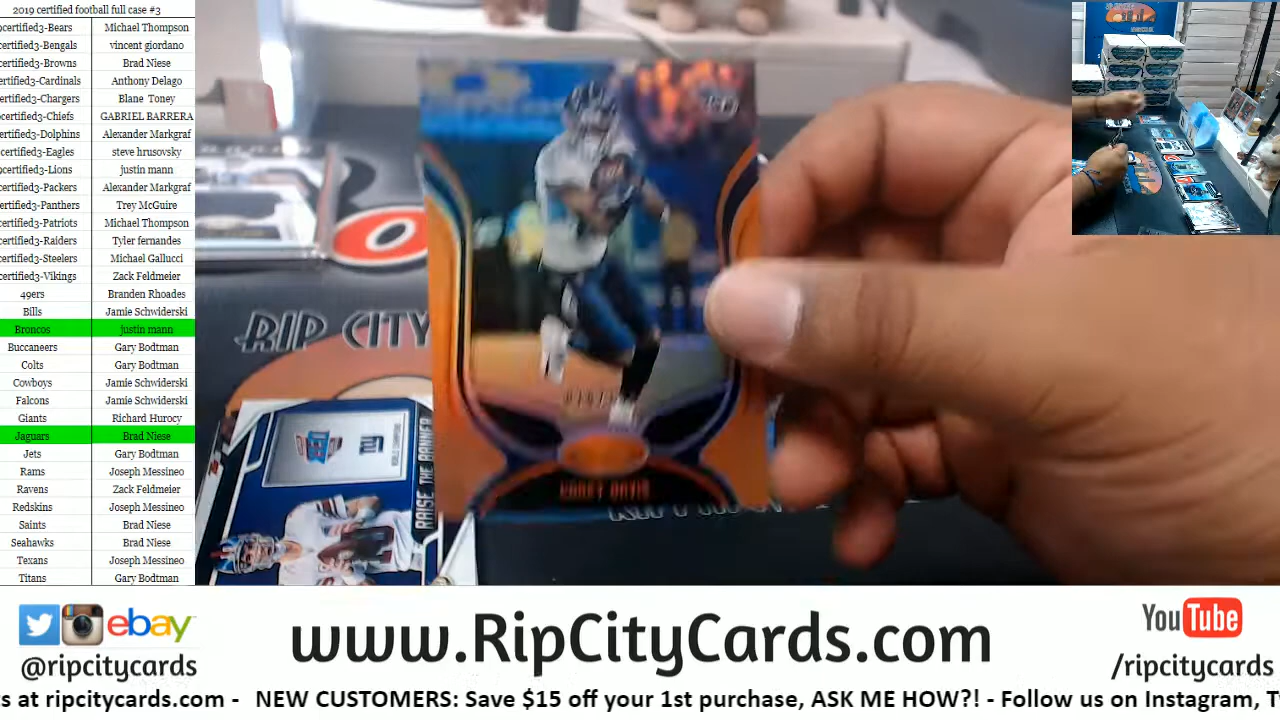 2019 certified football full case #3
certified3-Bears Michael Thompson
certified3-Bengals vincent giordano
certified3-Browns Brad Niese
certified3-Cardinals Anthony Delago
certified3-Chargers Blane Toney
certified3-Chiefs GABRIEL BARRERA
certified3-Dolphins Alexander Markgraf
certified3-Eagles steve hrusovsky
certified3-Lions justin mann
certified3-Packers Alexander Markgraf
certified3-Panthers Trey McGuire
certified3-Patriots Michael Thompson
certified3-Raiders Tyler fernandes
certified3-Steelers Michael Gallucci
certified3-Vikings Zack Feldmeier
49ers Branden Rhoades
Bills Jamie Schwiderski
Broncos justin mann
Buccaneers Gary Bodtman
Colts Gary Bodtman
Cowboys Jamie Schwiderski
Falcons Jamie Schwiderski
Giants Richard Hurocy
Jaguars Brad Niese
Jets Gary Bodtman
Rams Joseph Messineo
Ravens Zack Feldmeier
Redskins Joseph Messineo
Saints Brad Niese
Seahawks Brad Niese
Texans Joseph Messineo
Titans Gary Bodtman
RIP CITY
COREY DAVIS
RAISE THE BANNER
ebay
@ripcitycards
www.RipCityCards.com
YouTube
/ripcitycards
s at ripcitycards.com - NEW CUSTOMERS: Save $15 off your 1st purchase, ASK ME HOW?! - Follow us on Instagram, T